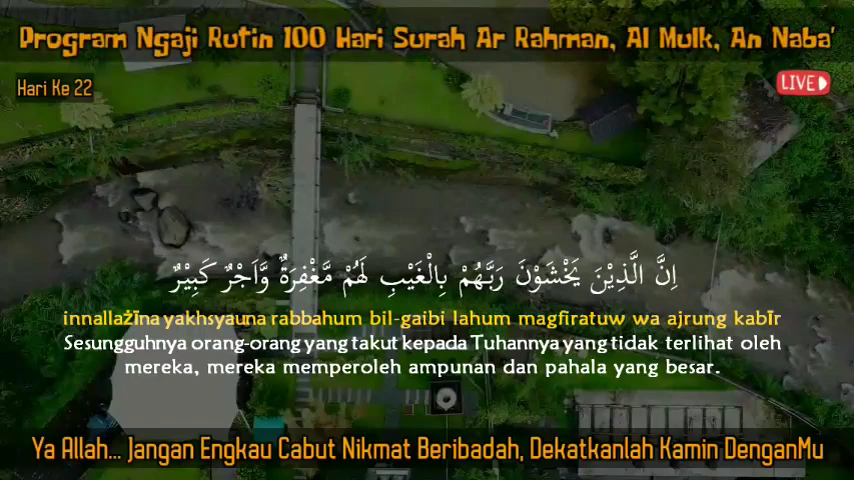 Program Ngaji Rutin 100 Hari Surah Ar Rahman, Al Mulk, An Naba'
Hari Ke 22
LIVE
اِنَّ الَّذِيْنَ يَخْشَوْنَ رَبَّهُمْ بِالْغَيْبِ لَهُمْ مَّغْفِرَةٌ وَّاَجْرٌ كَبِيْرٌ
innallażīna yakhsyauna rabbahum bil-gaibi lahum magfiratuw wa ajrung kabīr
Sesungguhnya orang-orang yang takut kepada Tuhannya yang tidak terlihat oleh
mereka, mereka memperoleh ampunan dan pahala yang besar.
Ya Allah... Jangan Engkau Cabut Nikmat Beribadah, Dekatkanlah Kamin DenganMu